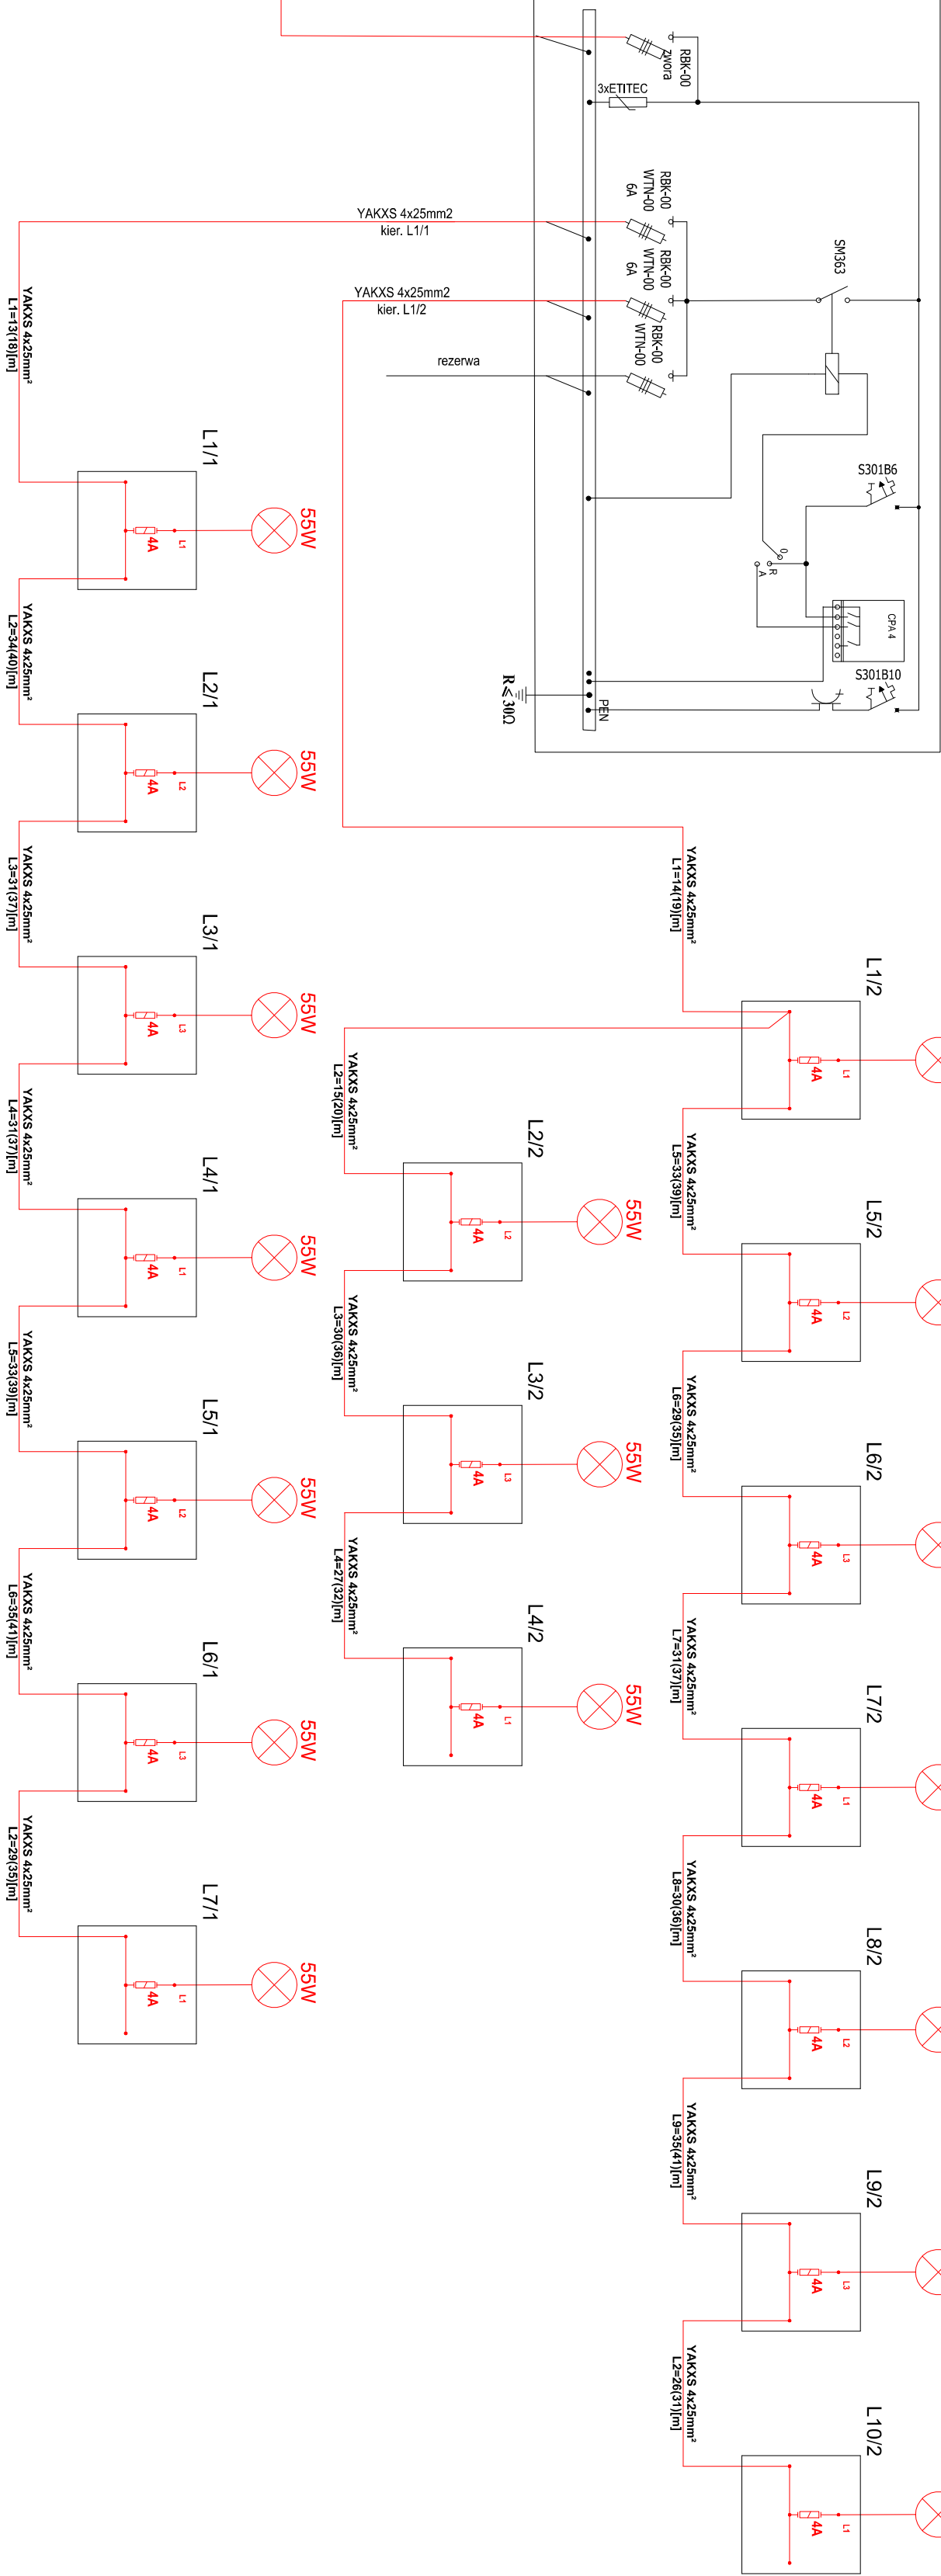 RBK-00
zwora
3xETITEC
RBK-00
WTN-00
6A
RBK-00
WTN-00
6A
RBK-00
WTN-00
SM363
S301B6
0
R
A
CPA 4
S301B10
PEN
R≤30Ω
YAKXS 4x25mm2
kier. L1/1
YAKXS 4x25mm2
kier. L1/2
rezerwa
YAKXS 4x25mm²
L1=14(19)[m]
L1/2
L1
4A
YAKXS 4x25mm²
L5=33(39)[m]
L5/2
L2
4A
YAKXS 4x25mm²
L6=29(35)[m]
L6/2
L3
4A
YAKXS 4x25mm²
L7=31(37)[m]
L7/2
L1
4A
YAKXS 4x25mm²
L8=30(36)[m]
L8/2
L2
4A
YAKXS 4x25mm²
L9=35(41)[m]
L9/2
L3
4A
YAKXS 4x25mm²
L2=26(31)[m]
L10/2
L1
4A
YAKXS 4x25mm²
L2=15(20)[m]
L2/2
55W
L2
4A
YAKXS 4x25mm²
L3=30(36)[m]
L3/2
55W
L3
4A
YAKXS 4x25mm²
L4=27(32)[m]
L4/2
55W
L1
4A
YAKXS 4x25mm²
L1=13(18)[m]
L1/1
55W
L1
4A
YAKXS 4x25mm²
L2=34(40)[m]
L2/1
55W
L2
4A
YAKXS 4x25mm²
L3=31(37)[m]
L3/1
55W
L3
4A
YAKXS 4x25mm²
L4=31(37)[m]
L4/1
55W
L1
4A
YAKXS 4x25mm²
L5=33(39)[m]
L5/1
55W
L2
4A
YAKXS 4x25mm²
L6=35(41)[m]
L6/1
55W
L3
4A
YAKXS 4x25mm²
L2=29(35)[m]
L7/1
55W
L1
4A